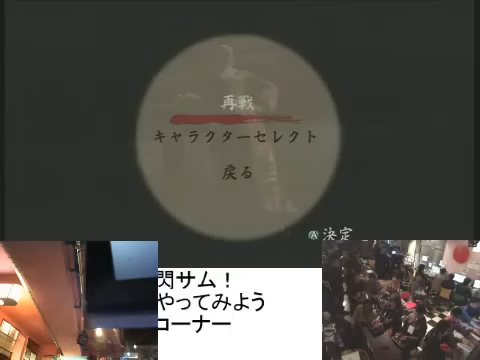 再戦
キャラクターセレクト
戻る
A 決定
閃サム！
やってみよう
コーナー